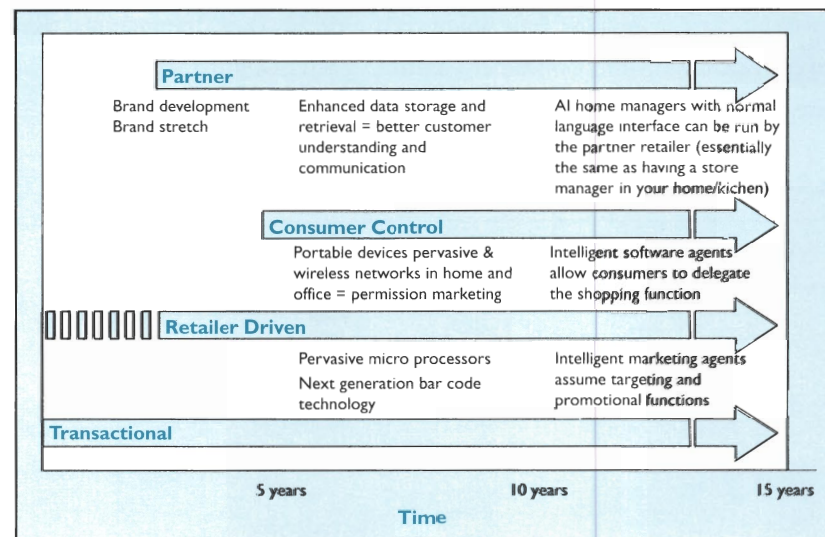 Partner
Brand development
Brand stretch
Enhanced data storage and
retrieval = better customer
understanding and
communication
AI home managers with normal
language interface can be run by
the partner retailer (essentially
the same as having a store
manager in your home/kichen)
Consumer Control
Portable devices pervasive &
wireless networks in home and
office = permission marketing
Intelligent software agents
allow consumers to delegate
the shopping function
Retailer Driven
Pervasive micro processors
Next generation bar code
technology
Intelligent marketing agents
assume targeting and
promotional functions
Transactional
5 years
10 years
15 years
Time